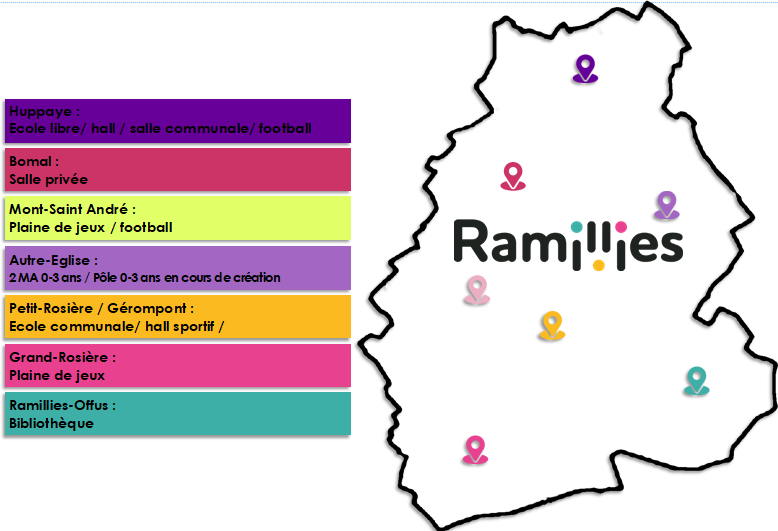 Huppaye :
Ecole libre/ hall / salle communale/ football
Bomal :
Salle privée
Mont-Saint André :
Plaine de jeux / football
Autre-Eglise :
2 MA 0-3 ans / Pôle 0-3 ans en cours de création
Petit-Rosière / Gérompont :
Ecole communale/ hall sportif /
Grand-Rosière :
Plaine de jeux
Ramillies-Offus :
Bibliothèque
Ramillies